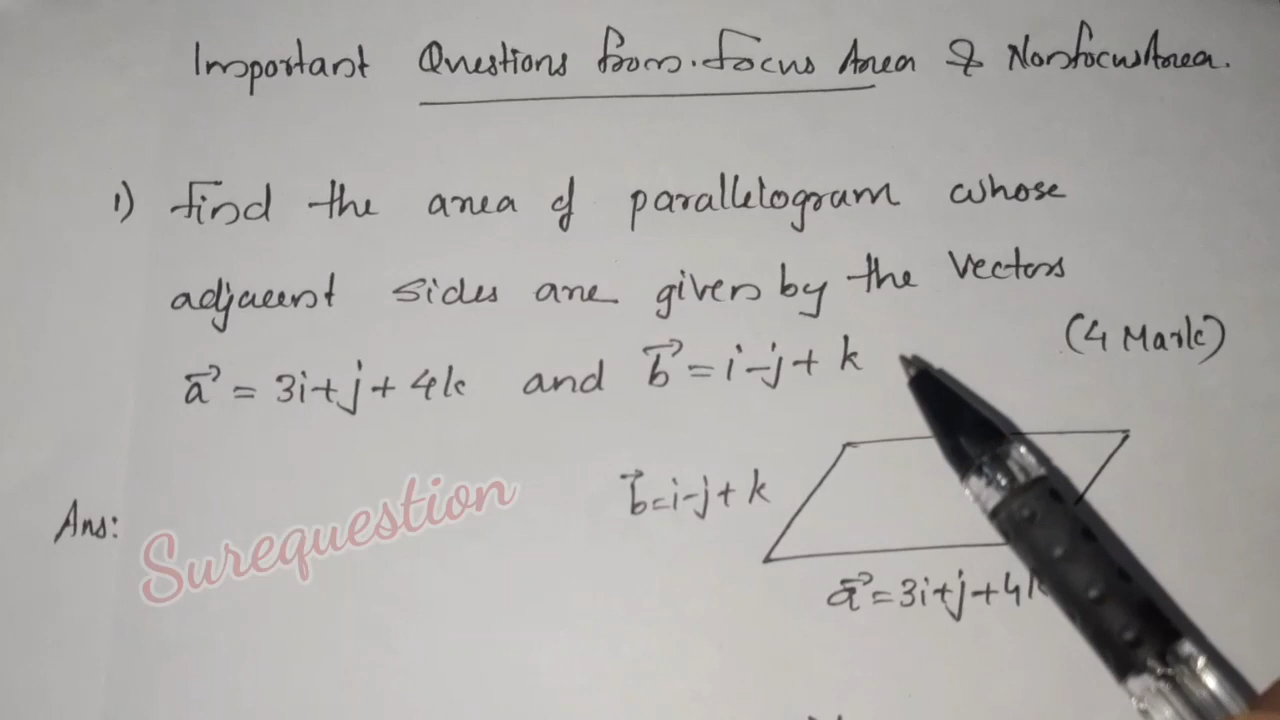 Important Questions from.focus Area & Nonfocus Area.
1) Find the area of parallelogram whose
adjacent sides are given by the vectors
a⃗ = 3i+j+4k and b⃗ = i-j+k
(4 Mark)
b⃗=i-j+k
Ans:
Surequestion
a⃗=3i+j+4k